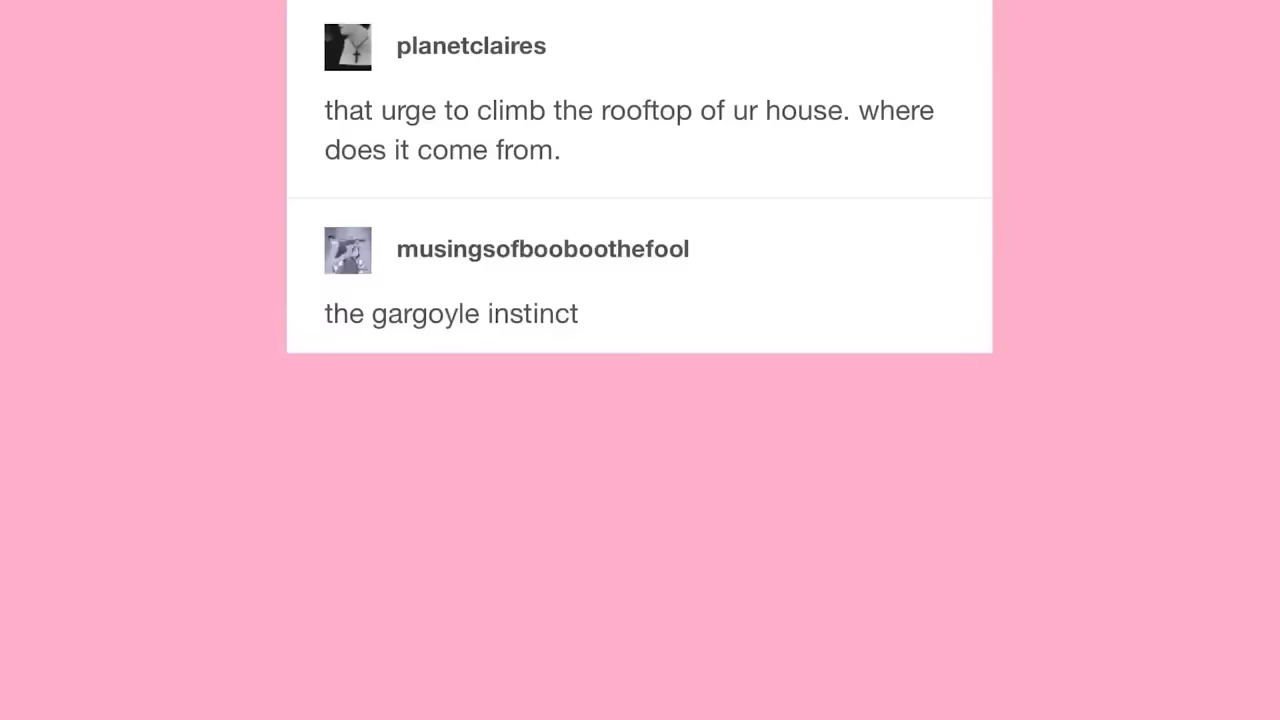 planetclaires
that urge to climb the rooftop of ur house. where
does it come from.
musingsofbooboothefool
the gargoyle instinct